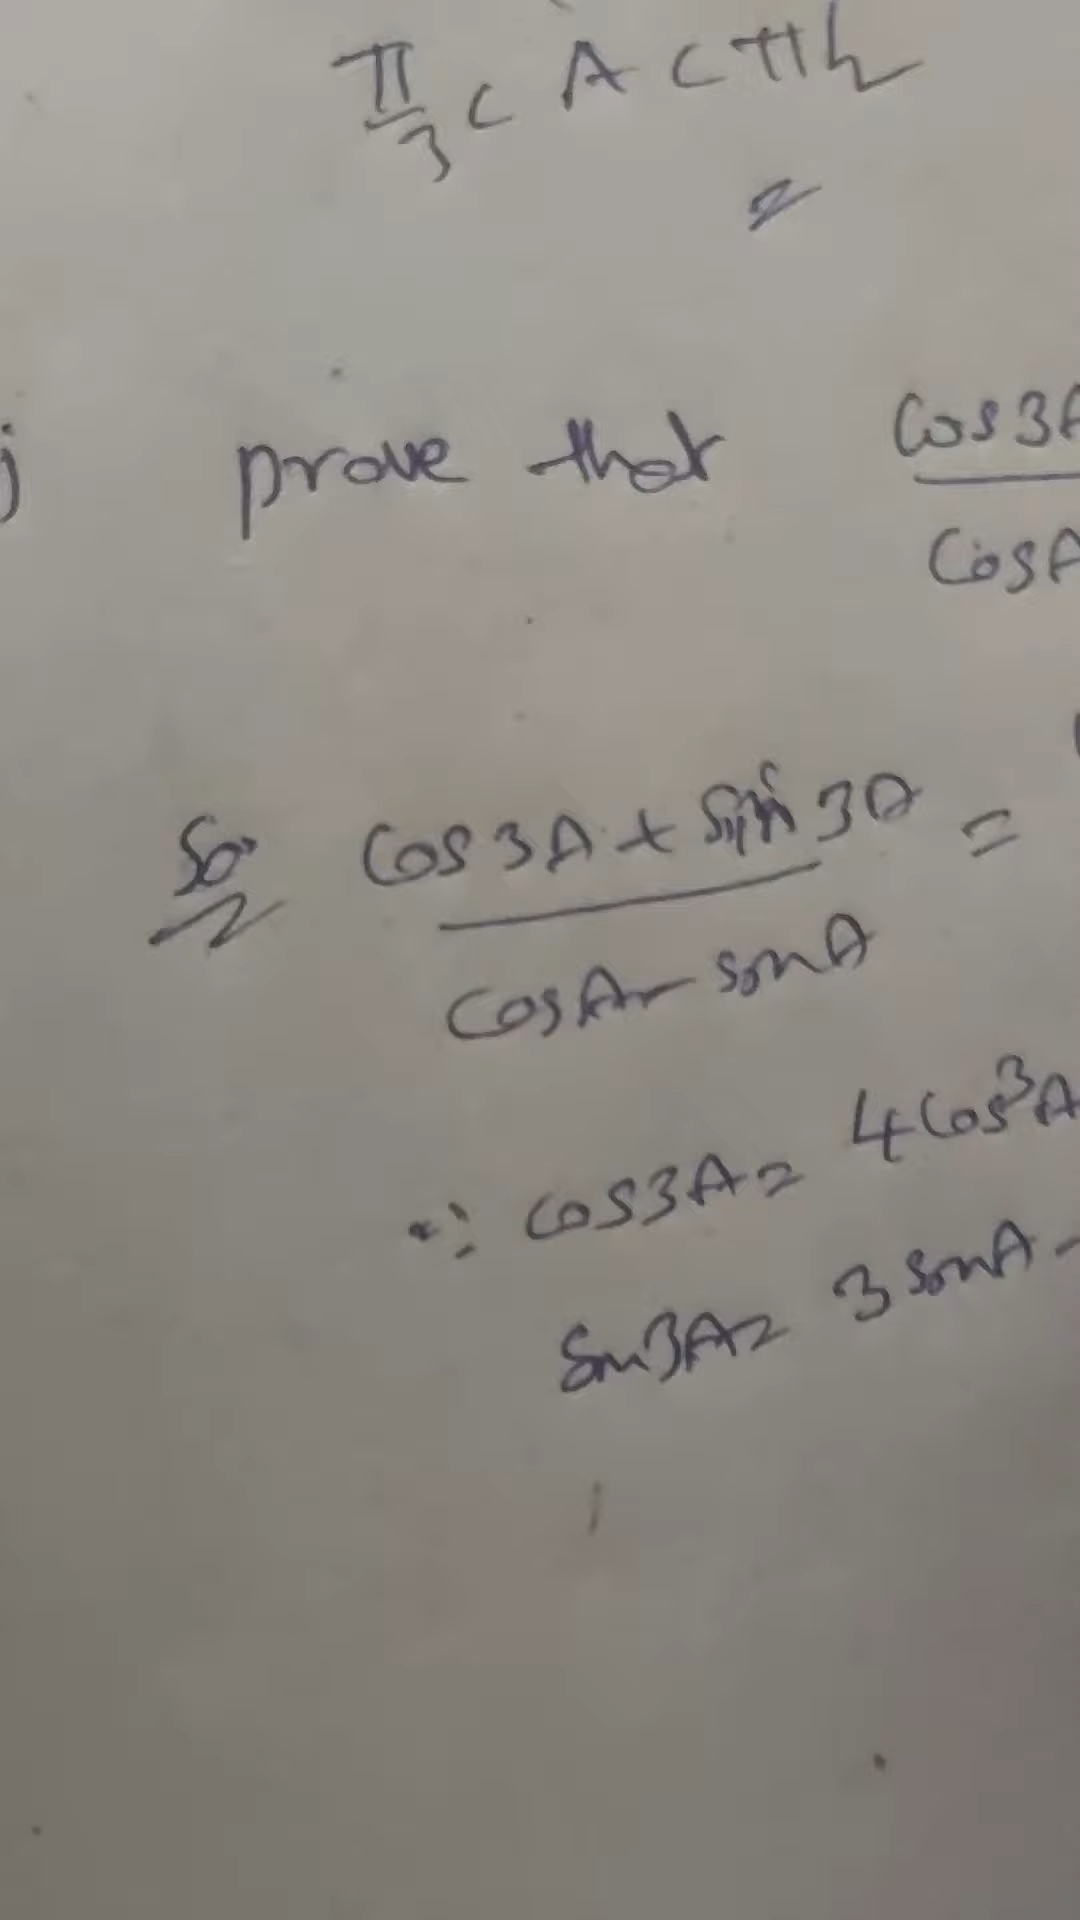 π/3 < A < π/2
prove that cos3A
cosA
So cos3A + sin3A =
cosA - sinA
∵ cos3A = 4cos³A
sin3A = 3sinA -